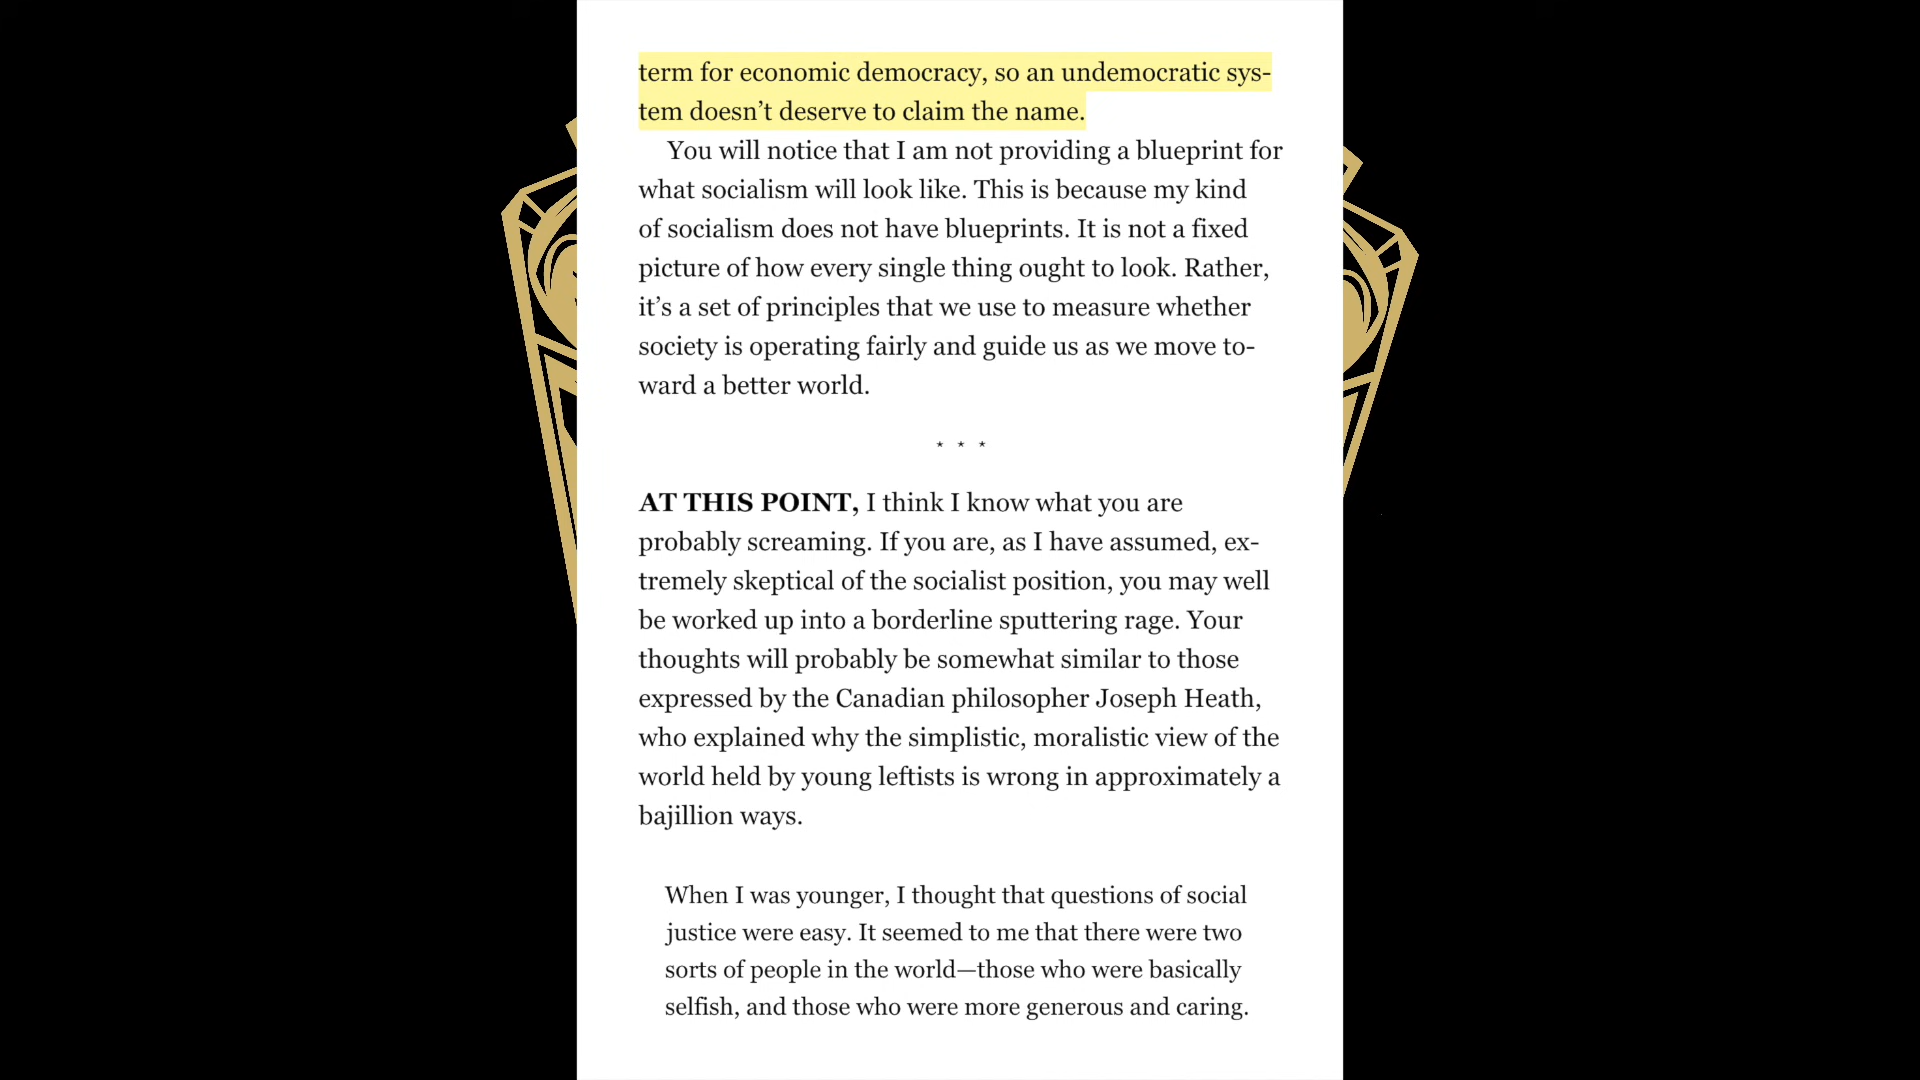 term for economic democracy, so an undemocratic sys-
tem doesn’t deserve to claim the name.
You will notice that I am not providing a blueprint for
what socialism will look like. This is because my kind
of socialism does not have blueprints. It is not a fixed
picture of how every single thing ought to look. Rather,
it’s a set of principles that we use to measure whether
society is operating fairly and guide us as we move to-
ward a better world.
* * *
AT THIS POINT, I think I know what you are
probably screaming. If you are, as I have assumed, ex-
tremely skeptical of the socialist position, you may well
be worked up into a borderline sputtering rage. Your
thoughts will probably be somewhat similar to those
expressed by the Canadian philosopher Joseph Heath,
who explained why the simplistic, moralistic view of the
world held by young leftists is wrong in approximately a
bajillion ways.
When I was younger, I thought that questions of social
justice were easy. It seemed to me that there were two
sorts of people in the world—those who were basically
selfish, and those who were more generous and caring.